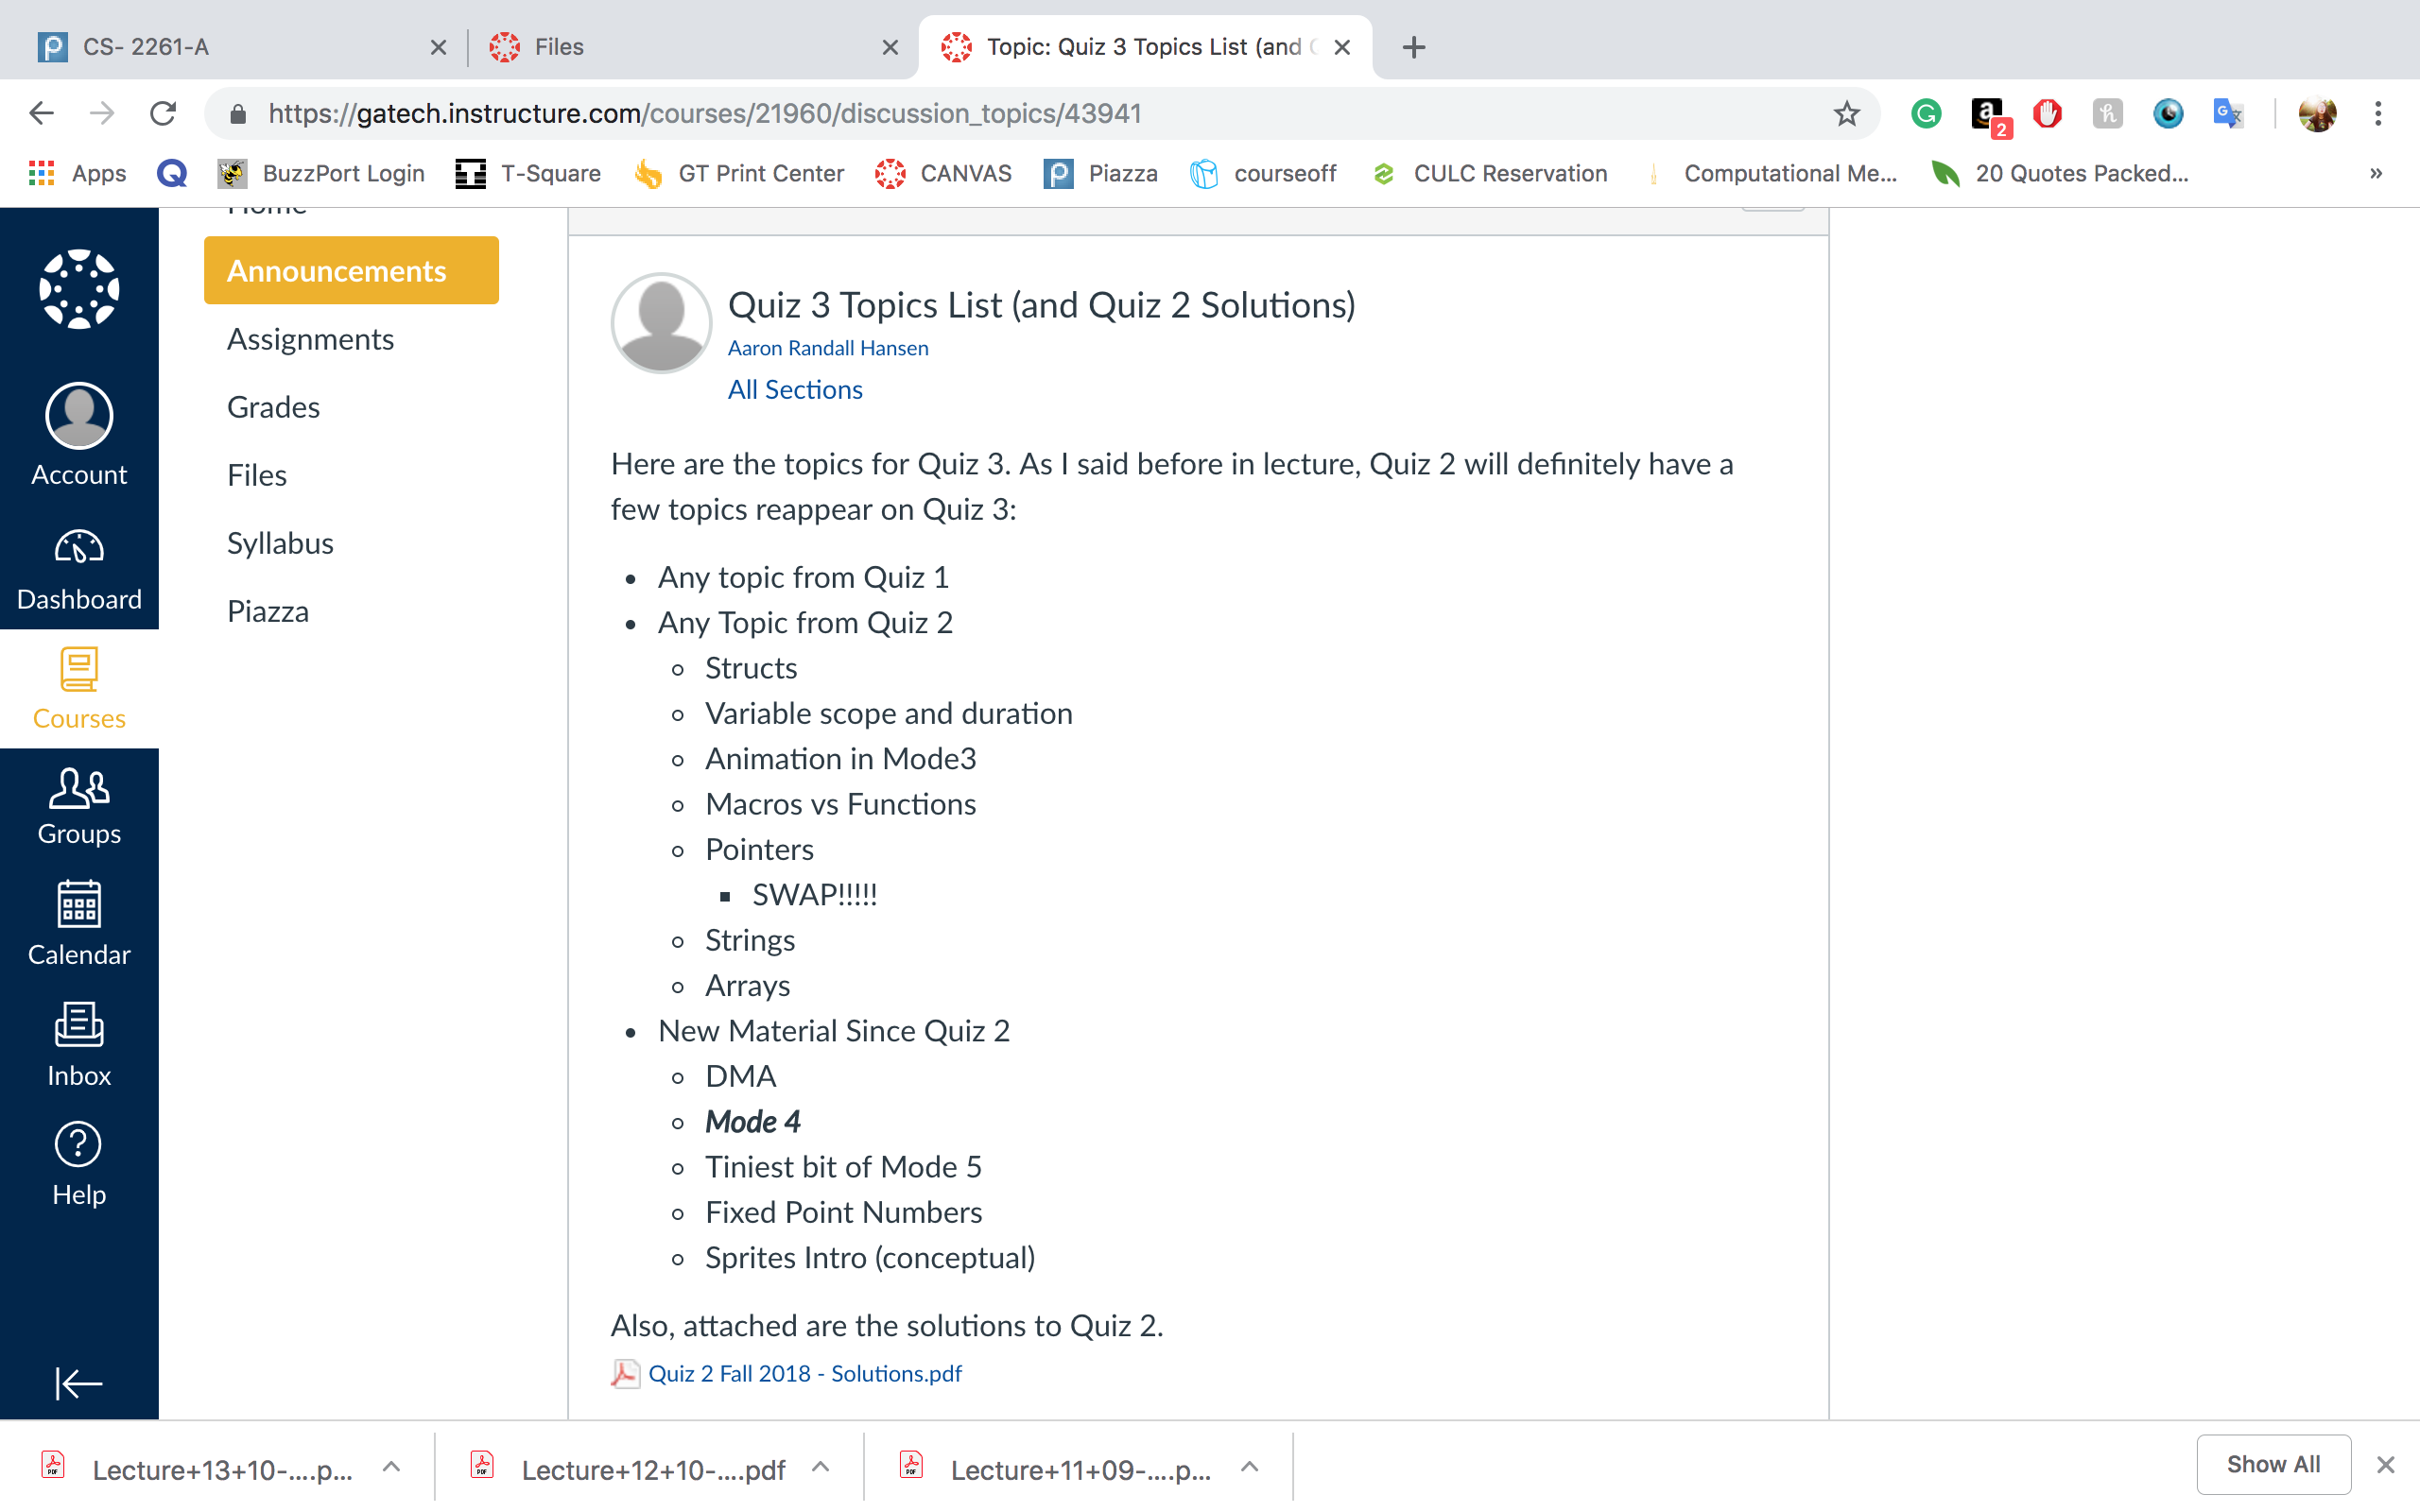 CS- 2261-A
Files
Topic: Quiz 3 Topics List (and
https://gatech.instructure.com/courses/21960/discussion_topics/43941
2
Apps
BuzzPort Login
T-Square
GT Print Center
CANVAS
Piazza
courseoff
CULC Reservation
Computational Me...
20 Quotes Packed...
»
Home
Announcements
Assignments
Grades
Files
Syllabus
Piazza
Account
Dashboard
Courses
Groups
Calendar
Inbox
Help
Quiz 3 Topics List (and Quiz 2 Solutions)
Aaron Randall Hansen
All Sections
Here are the topics for Quiz 3. As I said before in lecture, Quiz 2 will definitely have a
few topics reappear on Quiz 3:
Any topic from Quiz 1
Any Topic from Quiz 2
Structs
Variable scope and duration
Animation in Mode3
Macros vs Functions
Pointers
SWAP!!!!!
Strings
Arrays
New Material Since Quiz 2
DMA
Mode 4
Tiniest bit of Mode 5
Fixed Point Numbers
Sprites Intro (conceptual)
Also, attached are the solutions to Quiz 2.
Quiz 2 Fall 2018 - Solutions.pdf
Lecture+13+10-....p...
Lecture+12+10-....pdf
Lecture+11+09-....p...
Show All